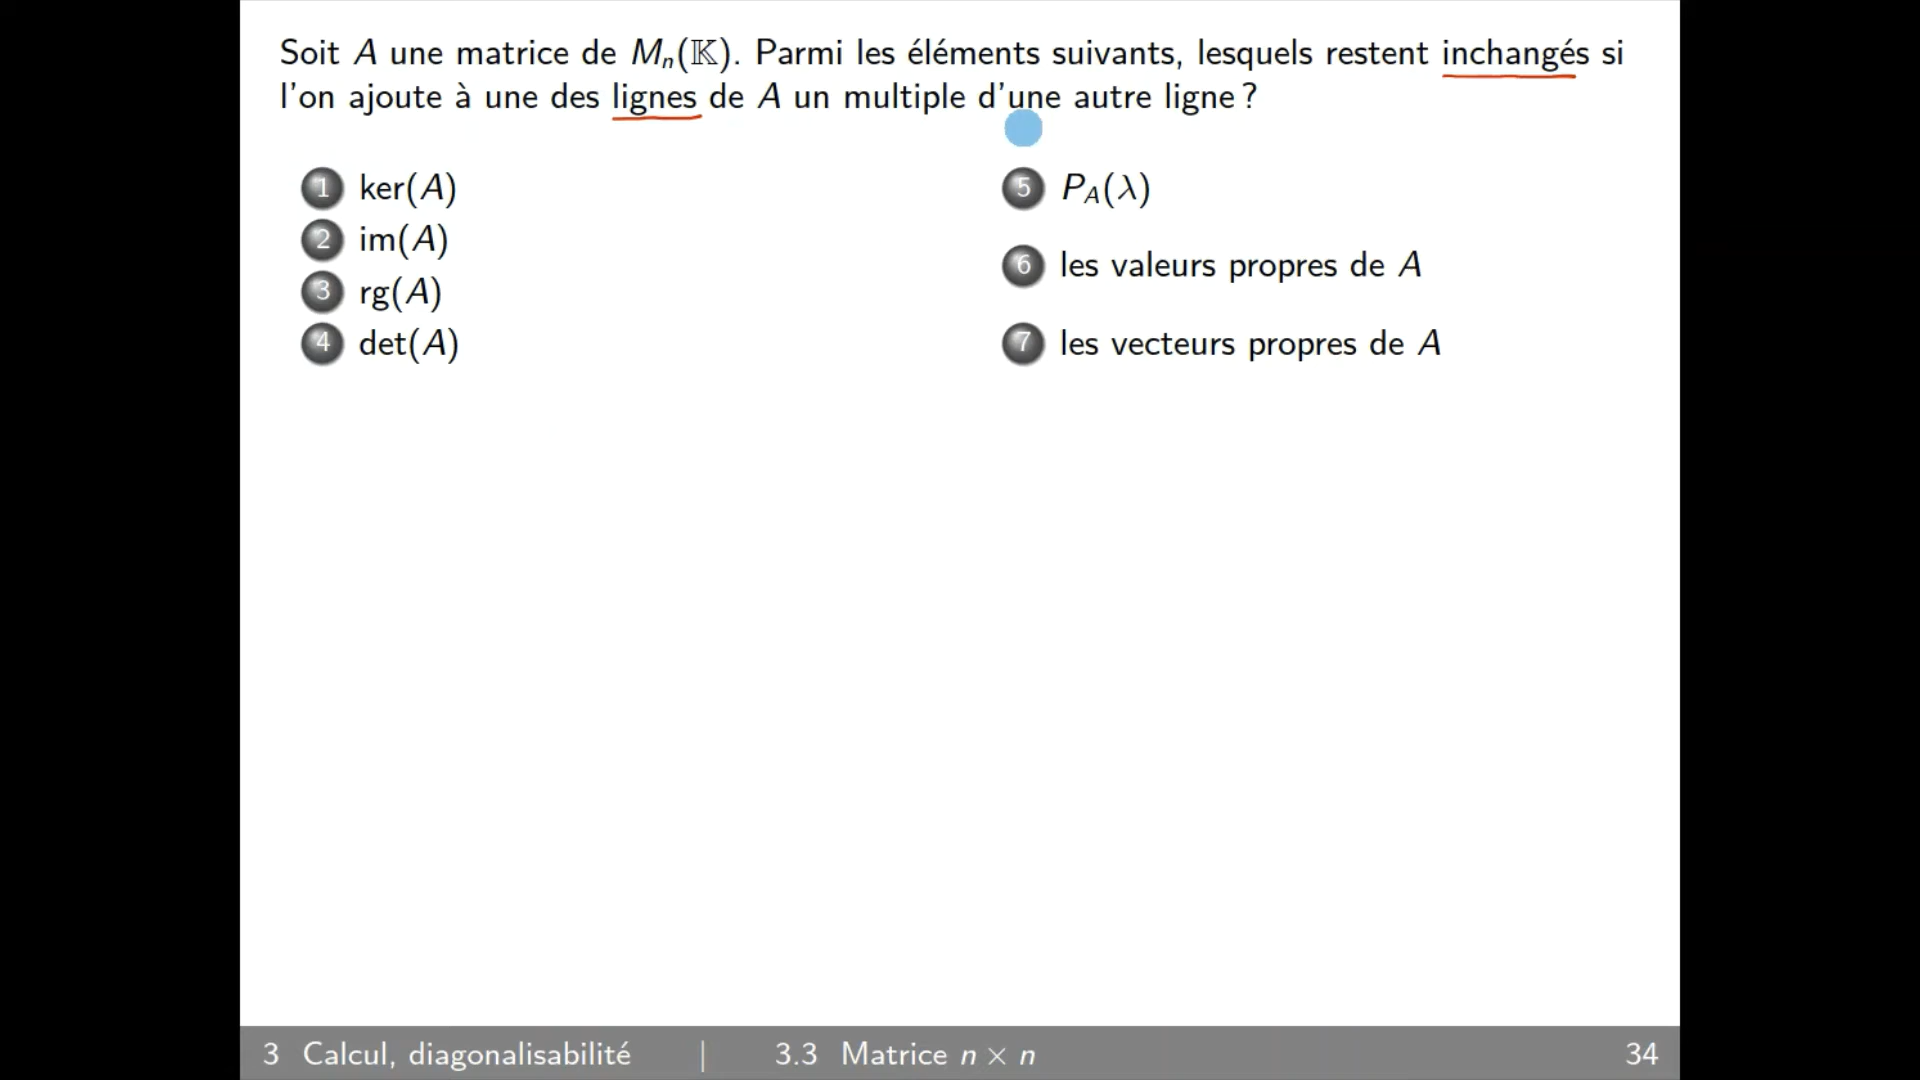 Soit A une matrice de Mₙ(𝕂). Parmi les éléments suivants, lesquels restent inchangés si
l'on ajoute à une des lignes de A un multiple d'une autre ligne ?
1 ker(A)
2 im(A)
3 rg(A)
4 det(A)
5 P_A(λ)
6 les valeurs propres de A
7 les vecteurs propres de A
3 Calcul, diagonalisabilité | 3.3 Matrice n × n 34